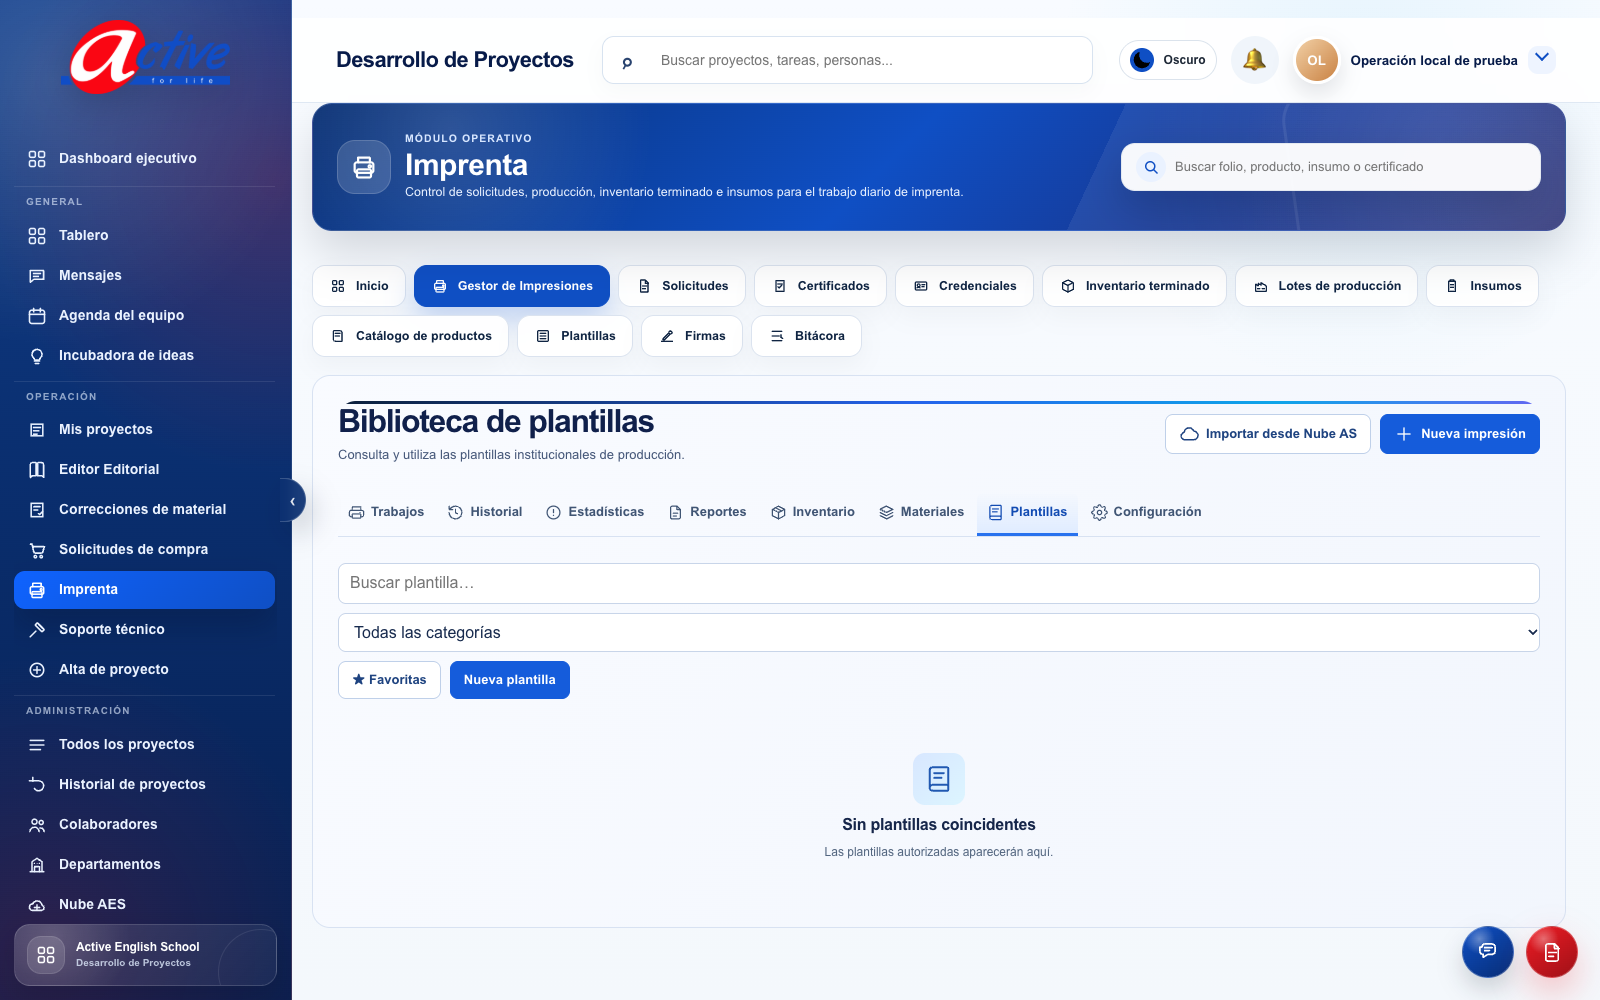 active
for life
Dashboard ejecutivo
GENERAL
Tablero
Mensajes
Agenda del equipo
Incubadora de ideas
OPERACIÓN
Mis proyectos
Editor Editorial
Correcciones de material
Solicitudes de compra
Imprenta
Soporte técnico
Alta de proyecto
ADMINISTRACIÓN
Todos los proyectos
Historial de proyectos
Colaboradores
Departamentos
Nube AES
Active English School
Desarrollo de Proyectos
Desarrollo de Proyectos
Buscar proyectos, tareas, personas...
Oscuro
OL
Operación local de prueba
MÓDULO OPERATIVO
Imprenta
Control de solicitudes, producción, inventario terminado e insumos para el trabajo diario de imprenta.
Buscar folio, producto, insumo o certificado
Inicio
Gestor de Impresiones
Solicitudes
Certificados
Credenciales
Inventario terminado
Lotes de producción
Insumos
Catálogo de productos
Plantillas
Firmas
Bitácora
Biblioteca de plantillas
Consulta y utiliza las plantillas institucionales de producción.
Importar desde Nube AS
Nueva impresión
Trabajos
Historial
Estadísticas
Reportes
Inventario
Materiales
Plantillas
Configuración
Buscar plantilla…
Todas las categorías
★ Favoritas
Nueva plantilla
Sin plantillas coincidentes
Las plantillas autorizadas aparecerán aquí.